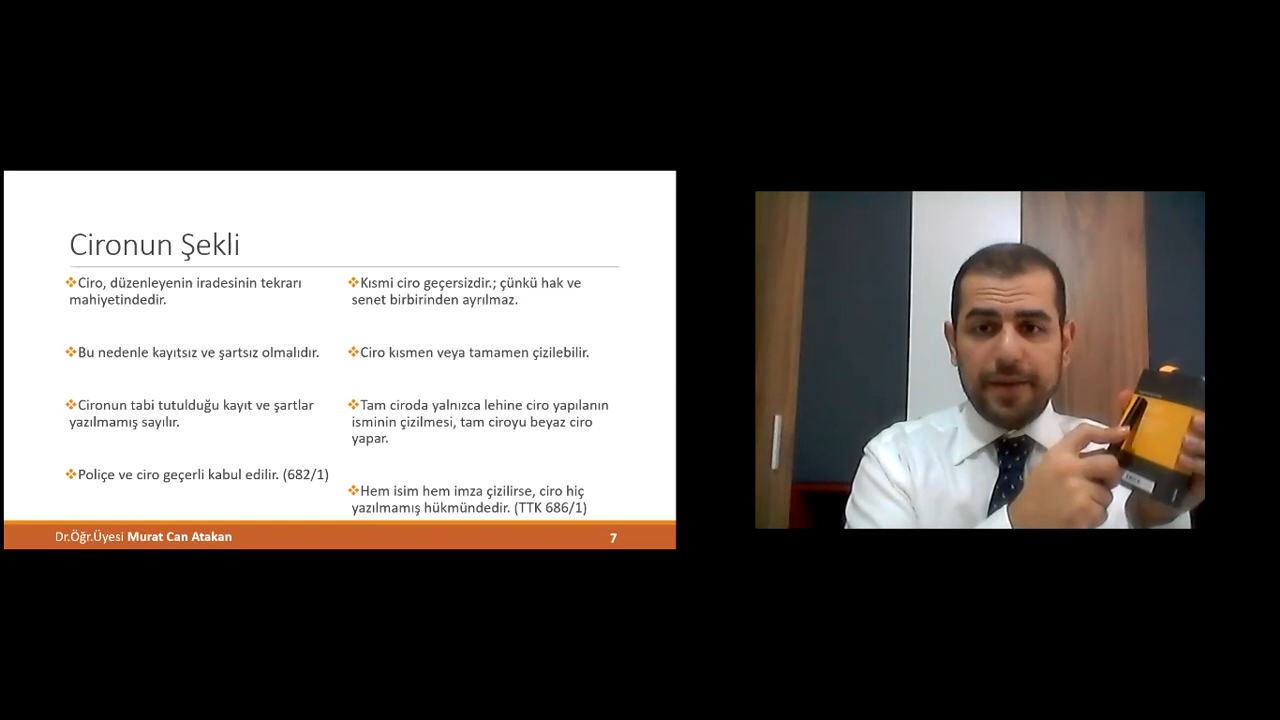 Cironun Şekli
❖Ciro, düzenleyenin iradesinin tekrarı
mahiyetindedir.
❖Bu nedenle kayıtsız ve şartsız olmalıdır.
❖Cironun tabi tutulduğu kayıt ve şartlar
yazılmamış sayılır.
❖Poliçe ve ciro geçerli kabul edilir. (682/1)
❖Kısmi ciro geçersizdir.; çünkü hak ve
senet birbirinden ayrılmaz.
❖Ciro kısmen veya tamamen çizilebilir.
❖Tam ciroda yalnızca lehine ciro yapılanın
isminin çizilmesi, tam ciroyu beyaz ciro
yapar.
❖Hem isim hem imza çizilirse, ciro hiç
yazılmamış hükmündedir. (TTK 686/1)
Dr.Öğr.Üyesi Murat Can Atakan
7